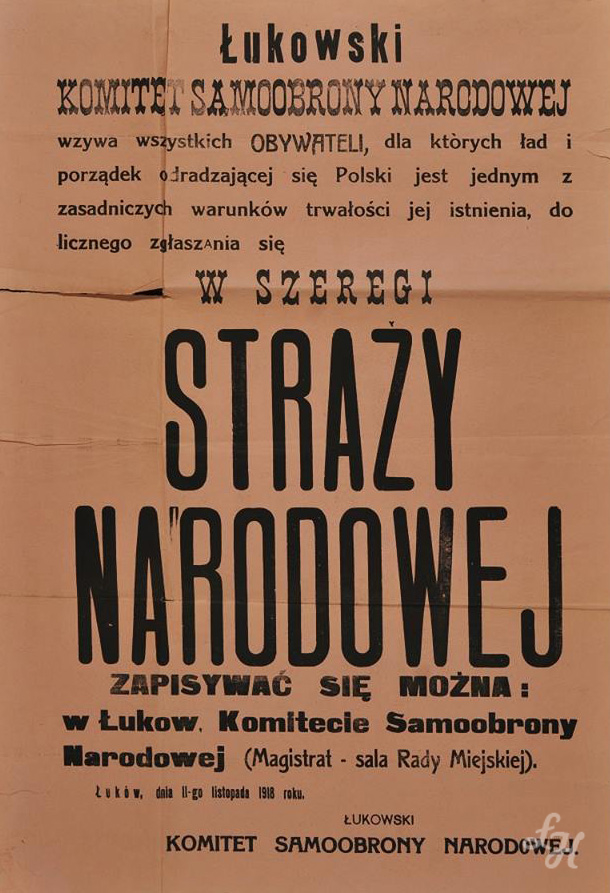 Łukowski
KOMITET SAMOOBRONY NARODOWEJ
wzywa wszystkich OBYWATELI, dla których ład i
porządek odradzającej się Polski jest jednym z
zasadniczych warunków trwałości jej istnienia, do
licznego zgłaszAnia się
W SZEREGI
STRAŻY
NARODOWEJ
ZAPISYWAĆ SIĘ MOŻNA:
w Łukow. Komitecie Samoobrony
Narodowej (Magistrat - sala Rady Miejskiej).
Łuków, dnia II-go listopada 1918 roku.
ŁUKOWSKI
KOMITET SAMOOBRONY NARODOWEJ.
fH